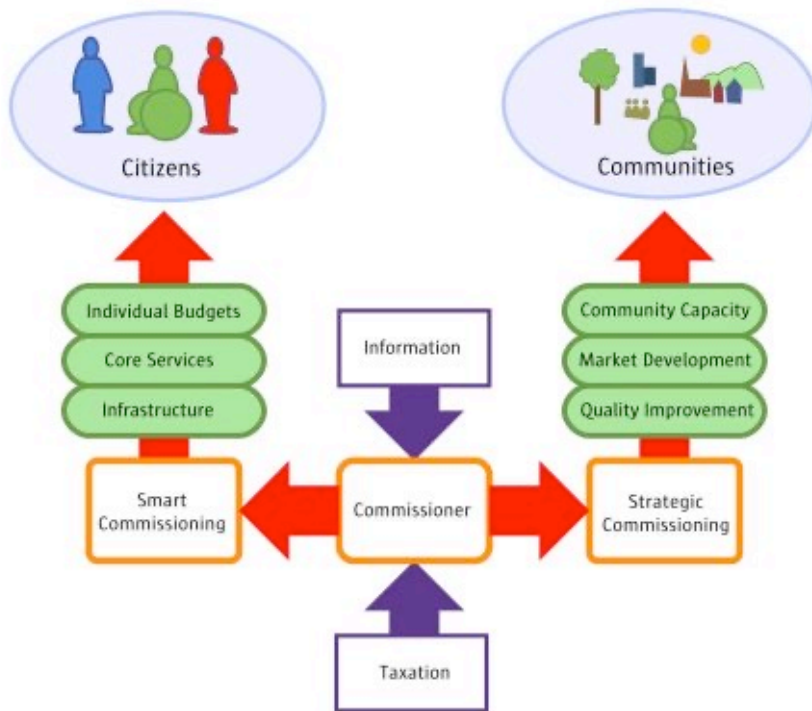 Citizens
Communities
Individual Budgets
Core Services
Infrastructure
Information
Community Capacity
Market Development
Quality Improvement
Smart
Commissioning
Commissioner
Strategic
Commissioning
Taxation